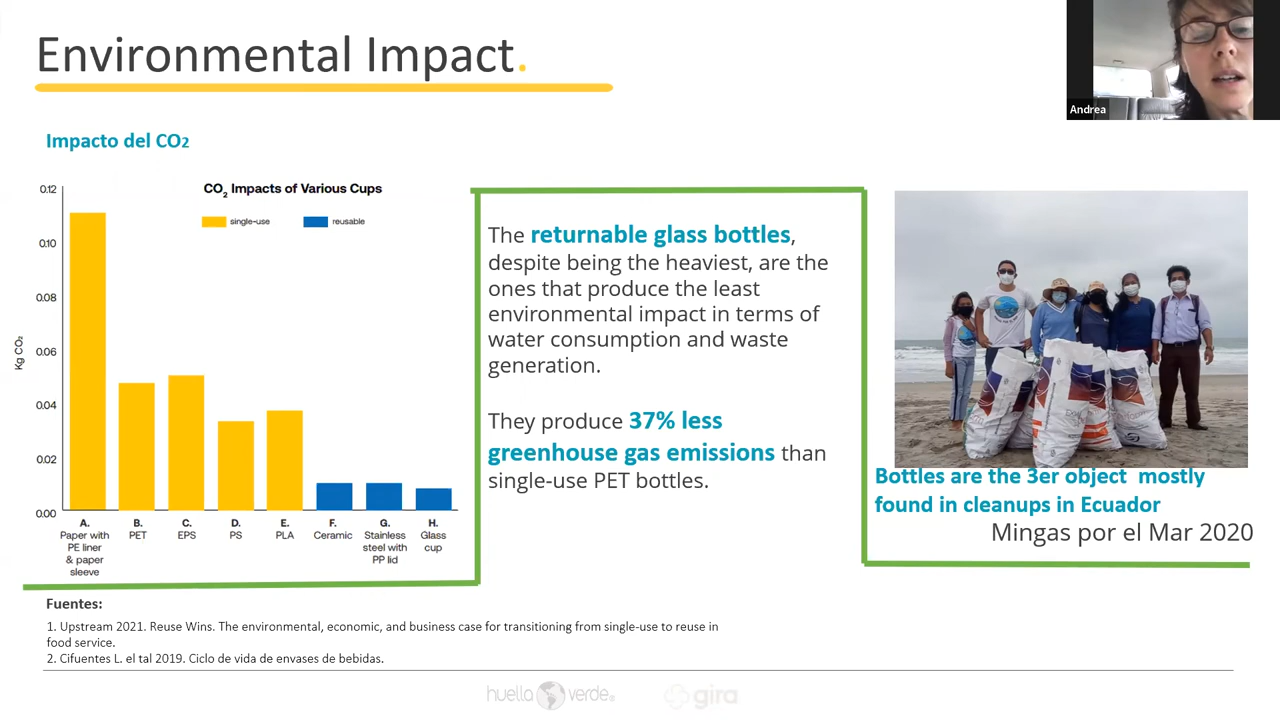 Environmental Impact.
Andrea
Impacto del CO2
CO2 Impacts of Various Cups
single-use
reusable
Kg CO2
0.12
0.10
0.08
0.06
0.04
0.02
0.00
A.
Paper with
PE liner
& paper
sleeve
B.
PET
C.
EPS
D.
PS
E.
PLA
F.
Ceramic
G.
Stainless
steel with
PP lid
H.
Glass
cup
The returnable glass bottles,
despite being the heaviest, are the
ones that produce the least
environmental impact in terms of
water consumption and waste
generation.
They produce 37% less
greenhouse gas emissions than
single-use PET bottles.
Bottles are the 3er object mostly
found in cleanups in Ecuador
Mingas por el Mar 2020
Fuentes:
1. Upstream 2021. Reuse Wins. The environmental, economic, and business case for transitioning from single-use to reuse in
food service.
2. Cifuentes L. el tal 2019. Ciclo de vida de envases de bebidas.
huella verde®
gira